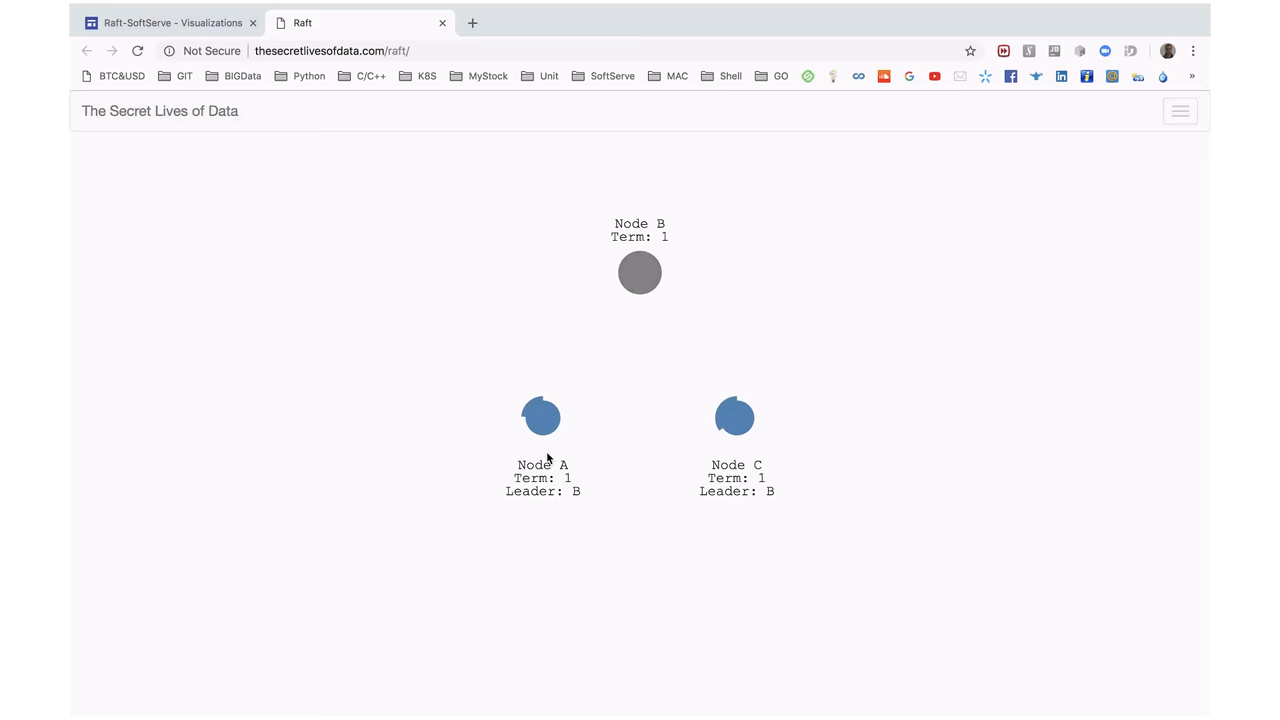 Raft-SoftServe - Visualizations
Raft
Not Secure
thesecretlivesofdata.com/raft/
BTC&USD
GIT
BIGData
Python
C/C++
K8S
MyStock
Unit
SoftServe
MAC
Shell
GO
The Secret Lives of Data
Node B
Term: 1
Node A
Term: 1
Leader: B
Node C
Term: 1
Leader: B